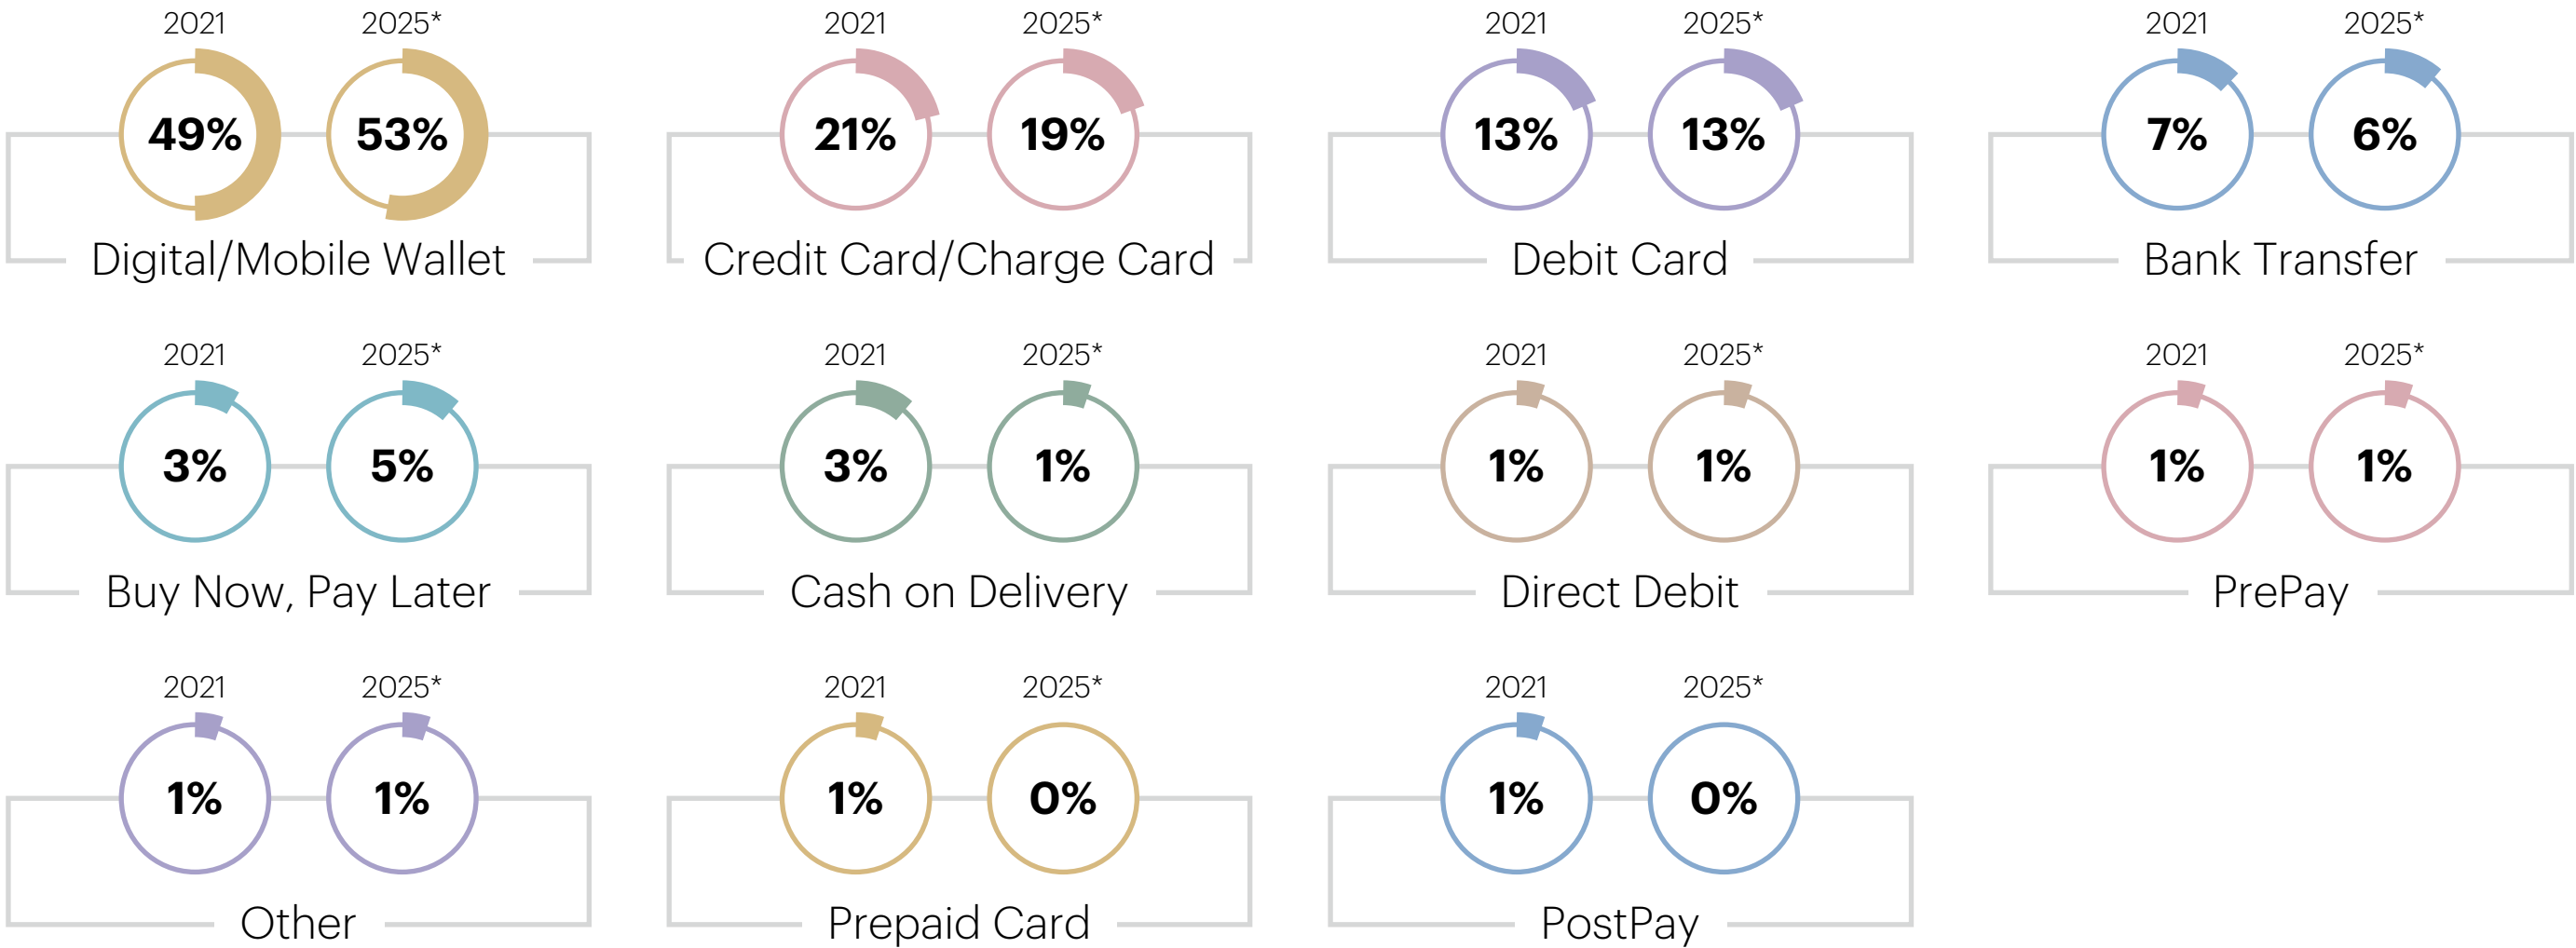 2021 2025* 2021 2025* 2021 2025* 2021 2025*
49% 53% 21% 19% 13% 13% 7% 6%
Digital/Mobile Wallet Credit Card/Charge Card Debit Card Bank Transfer
2021 2025* 2021 2025* 2021 2025* 2021 2025*
3% 5% 3% 1% 1% 1% 1% 1%
Buy Now, Pay Later Cash on Delivery Direct Debit PrePay
2021 2025* 2021 2025* 2021 2025*
1% 1% 1% 0% 1% 0%
Other Prepaid Card PostPay